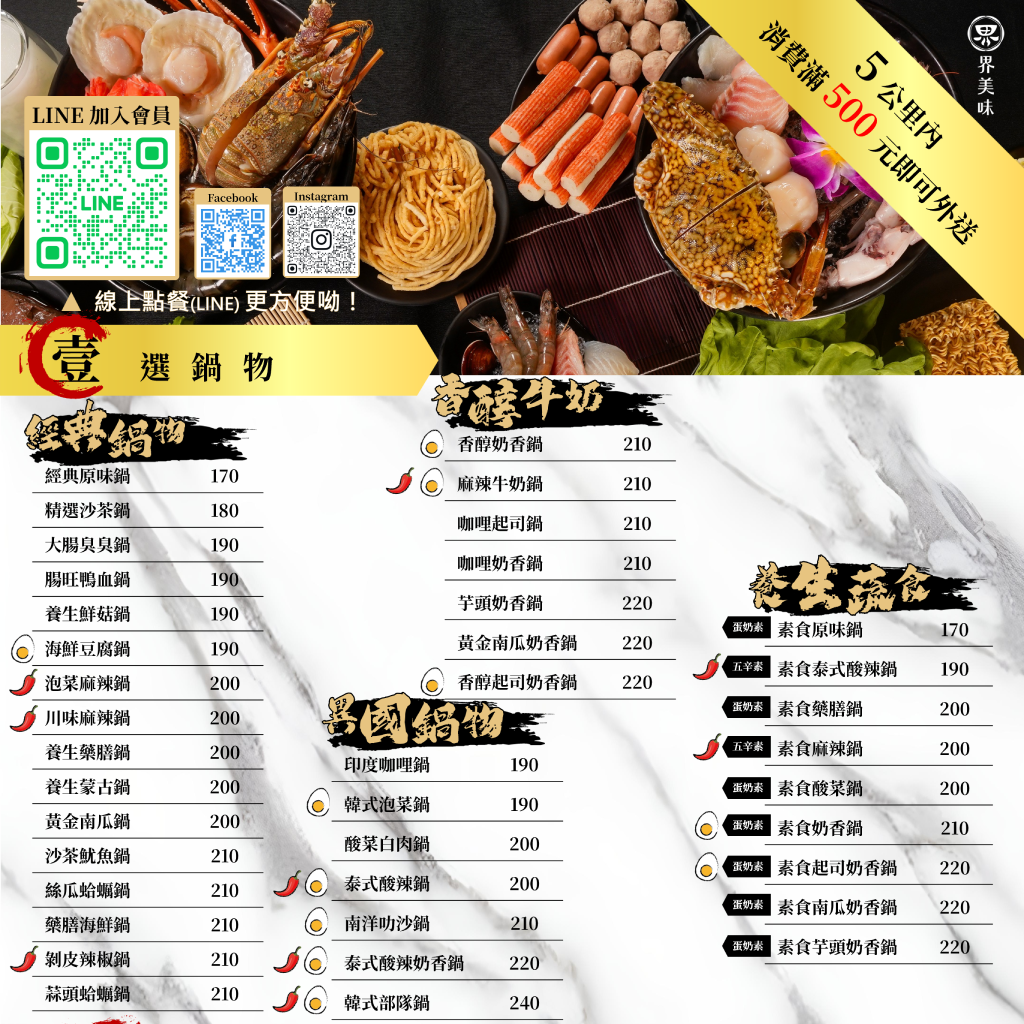 界
界美味
5公里內
消費滿500元即可外送
LINE 加入會員
LINE
Facebook
Instagram
▲ 線上點餐(LINE) 更方便呦！
壹 選鍋物
經典鍋物
經典原味鍋 170
精選沙茶鍋 180
大腸臭臭鍋 190
腸旺鴨血鍋 190
養生鮮菇鍋 190
海鮮豆腐鍋 190
泡菜麻辣鍋 200
川味麻辣鍋 200
養生藥膳鍋 200
養生蒙古鍋 200
黃金南瓜鍋 200
沙茶魷魚鍋 210
絲瓜蛤蠣鍋 210
藥膳海鮮鍋 210
剝皮辣椒鍋 210
蒜頭蛤蠣鍋 210
香醇牛奶
香醇奶香鍋 210
麻辣牛奶鍋 210
咖哩起司鍋 210
咖哩奶香鍋 210
芋頭奶香鍋 220
黃金南瓜奶香鍋 220
香醇起司奶香鍋 220
異國鍋物
印度咖哩鍋 190
韓式泡菜鍋 190
酸菜白肉鍋 200
泰式酸辣鍋 200
南洋叻沙鍋 210
泰式酸辣奶香鍋 220
韓式部隊鍋 240
養生蔬食
蛋奶素 素食原味鍋 170
五辛素 素食泰式酸辣鍋 190
蛋奶素 素食藥膳鍋 200
五辛素 素食麻辣鍋 200
蛋奶素 素食酸菜鍋 200
蛋奶素 素食奶香鍋 210
蛋奶素 素食起司奶香鍋 220
蛋奶素 素食南瓜奶香鍋 220
蛋奶素 素食芋頭奶香鍋 220